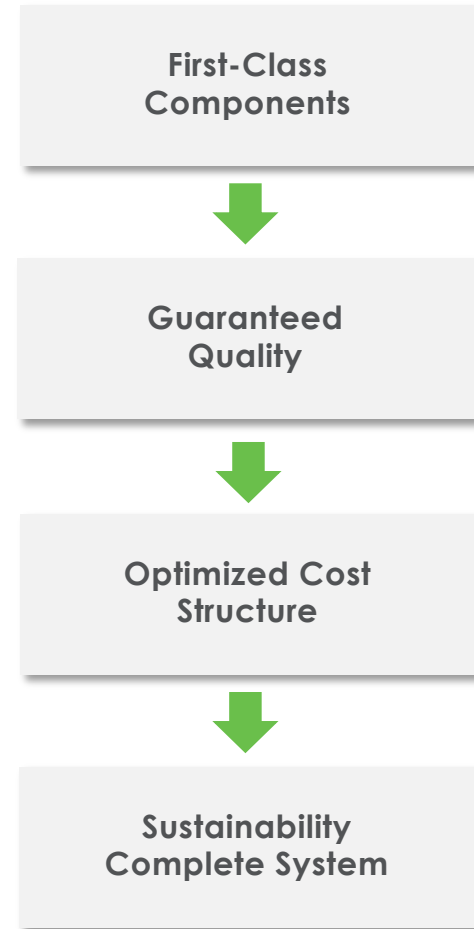 First-Class
Components
Guaranteed
Quality
Optimized Cost
Structure
Sustainability
Complete System